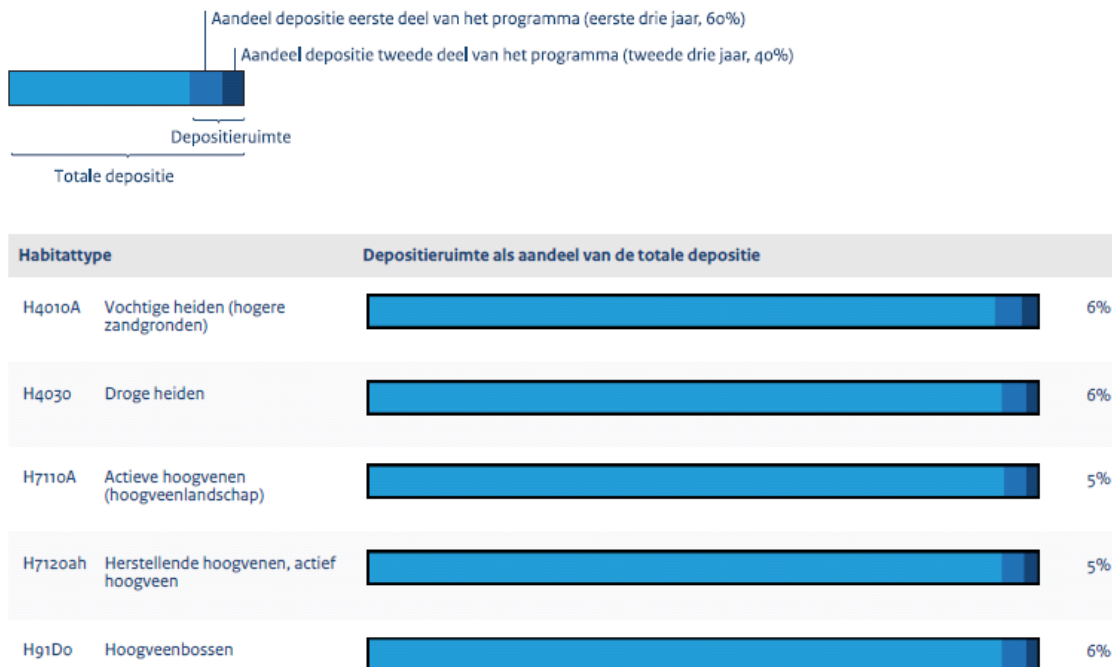 Aandeel depositie eerste deel van het programma (eerste drie jaar, 60%)
Aandeel depositie tweede deel van het programma (tweede drie jaar, 40%)
Depositieruimte
Totale depositie
Habitattype Depositieruimte als aandeel van de totale depositie
H4010A Vochtige heiden (hogere zandgronden) 6%
H4030 Droge heiden 6%
H7110A Actieve hoogvenen (hoogveenlandschap) 5%
H7120ah Herstellende hoogvenen, actief hoogveen 5%
H91D0 Hoogveenbossen 6%